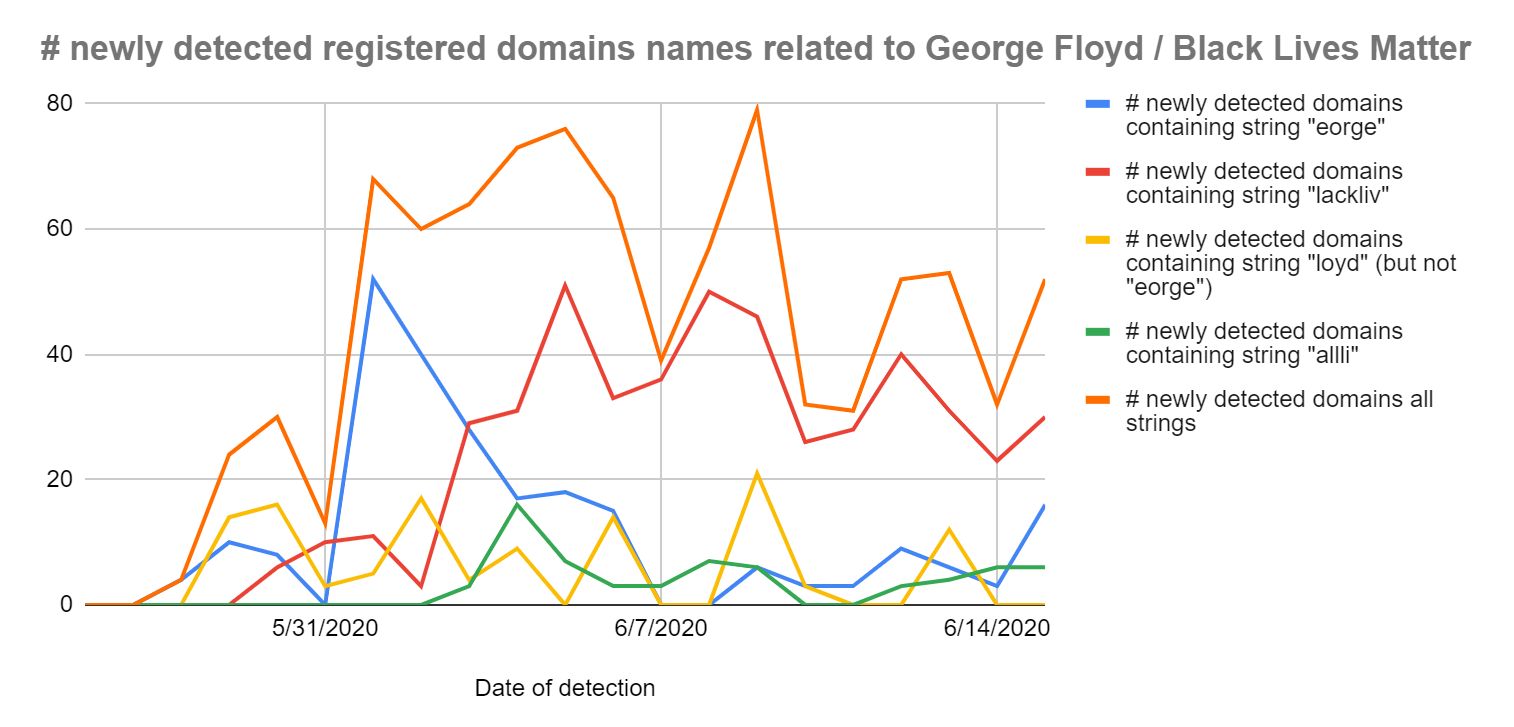 # newly detected registered domains names related to George Floyd / Black Lives Matter
80
60
40
20
0
5/31/2020
6/7/2020
6/14/2020
Date of detection
# newly detected domains
containing string "eorge"
# newly detected domains
containing string "lackliv"
# newly detected domains
containing string "loyd" (but not
"eorge")
# newly detected domains
containing string "allli"
# newly detected domains all
strings